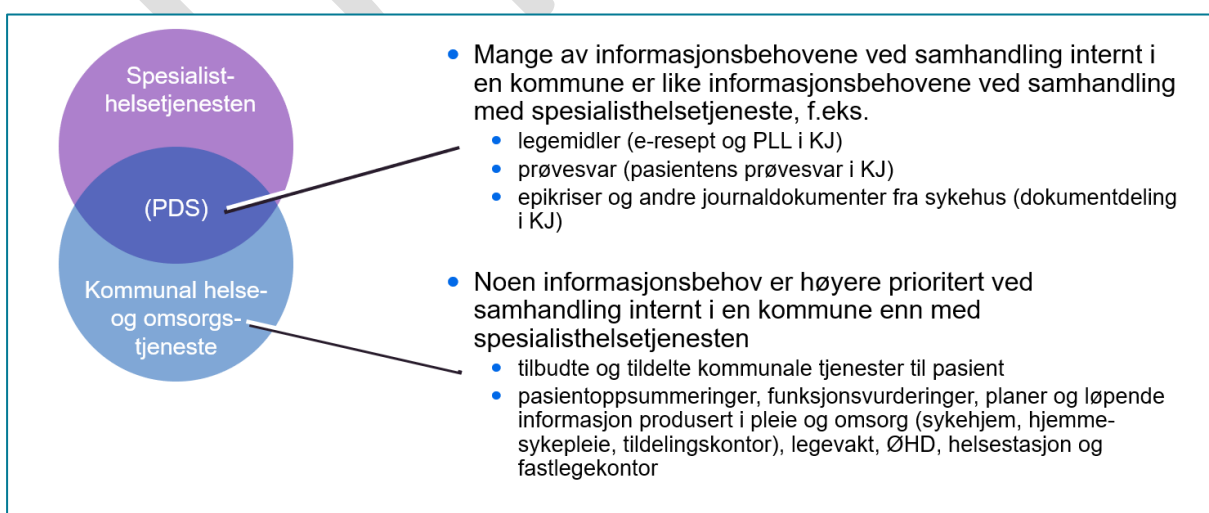 Spesialist-
helsetjenesten
(PDS)
Kommunal helse-
og omsorgs-
tjeneste
Mange av informasjonsbehovene ved samhandling internt i
en kommune er like informasjonsbehovene ved samhandling
med spesialisthelsetjeneste, f.eks.
legemidler (e-resept og PLL i KJ)
prøvesvar (pasientens prøvesvar i KJ)
epikriser og andre journaldokumenter fra sykehus (dokumentdeling
i KJ)
Noen informasjonsbehov er høyere prioritert ved
samhandling internt i en kommune enn med
spesialisthelsetjenesten
tilbudte og tildelte kommunale tjenester til pasient
pasientoppsummeringer, funksjonsvurderinger, planer og løpende
informasjon produsert i pleie og omsorg (sykehjem, hjemme-
sykepleie, tildelingskontor), legevakt, ØHD, helsestasjon og
fastlegekontor